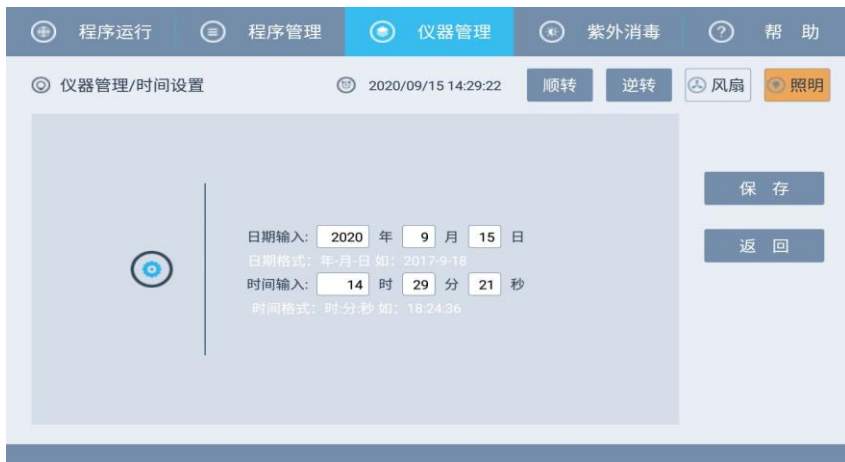 程序运行 程序管理 仪器管理 紫外消毒 ? 帮 助
仪器管理/时间设置 2020/09/15 14:29:22 顺转 逆转 风扇 照明
保 存
日期输入: 2020 年 9 月 15 日
返 回
日期格式: 年-月-日 如: 2017-9-18
时间输入: 14 时 29 分 21 秒
时间格式: 时:分:秒 如: 18:24:36